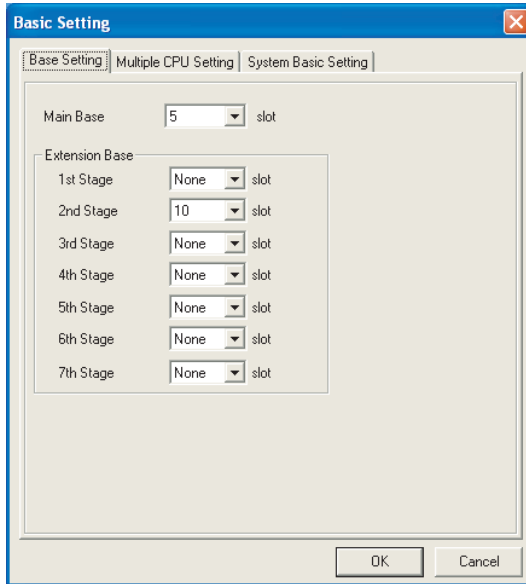 Basic Setting
Base Setting Multiple CPU Setting System Basic Setting
Main Base 5 slot
Extension Base
1st Stage None slot
2nd Stage 10 slot
3rd Stage None slot
4th Stage None slot
5th Stage None slot
6th Stage None slot
7th Stage None slot
OK Cancel